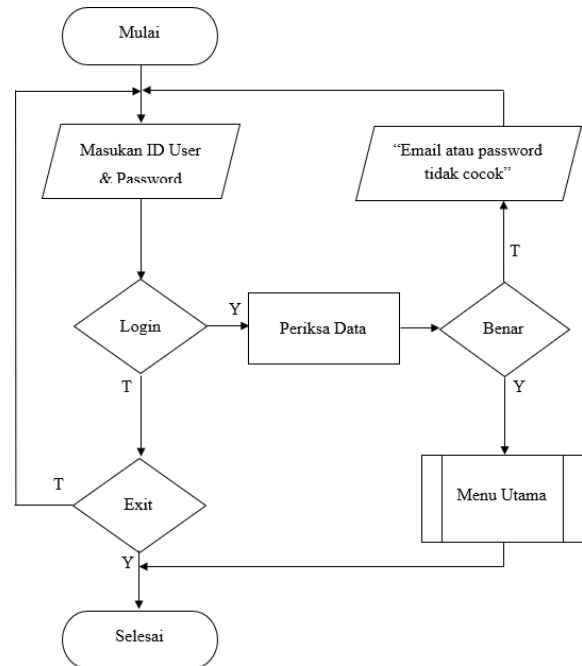 Mulai
Masukan ID User
& Password
“Email atau password
tidak cocok”
T
Login
Y
Periksa Data
Benar
T
Y
T
Exit
Menu Utama
Y
Selesai